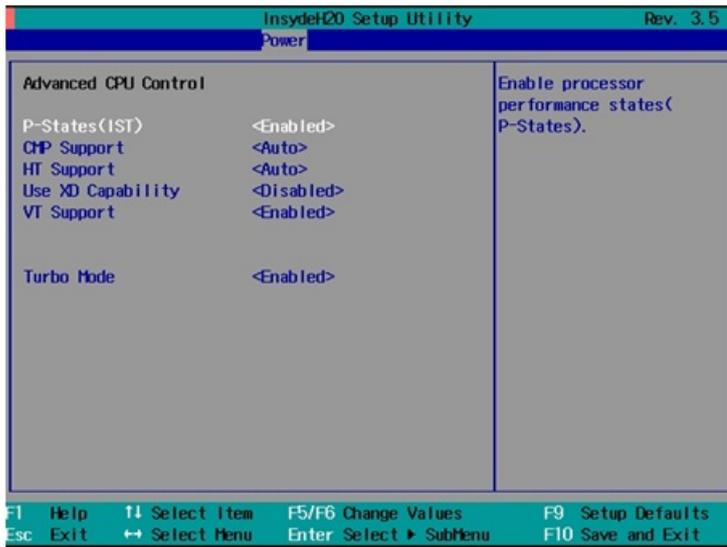 InsydeH20 Setup Utility Rev. 3.5
Power
Advanced CPU Control
P-States(IST) <Enabled>
CMP Support <Auto>
HT Support <Auto>
Use XD Capability <Disabled>
VT Support <Enabled>
Turbo Mode <Enabled>
Enable processor
performance states(
P-States).
F1 Help ↑↓ Select Item F5/F6 Change Values F9 Setup Defaults
Esc Exit ↔ Select Menu Enter Select ▶ SubMenu F10 Save and Exit